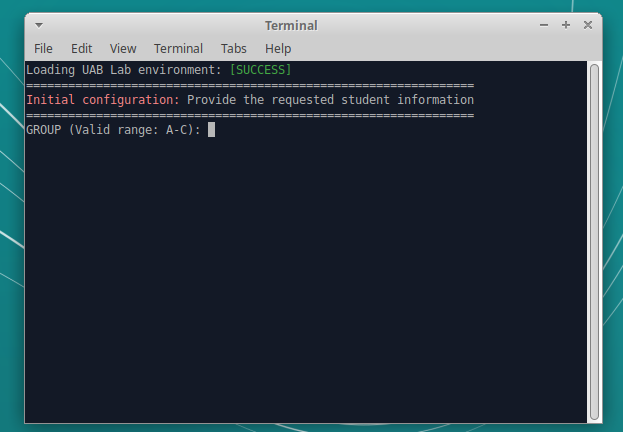 Terminal
File Edit View Terminal Tabs Help
Loading UAB Lab environment: [SUCCESS]
================================================================
Initial configuration: Provide the requested student information
================================================================
GROUP (Valid range: A-C):